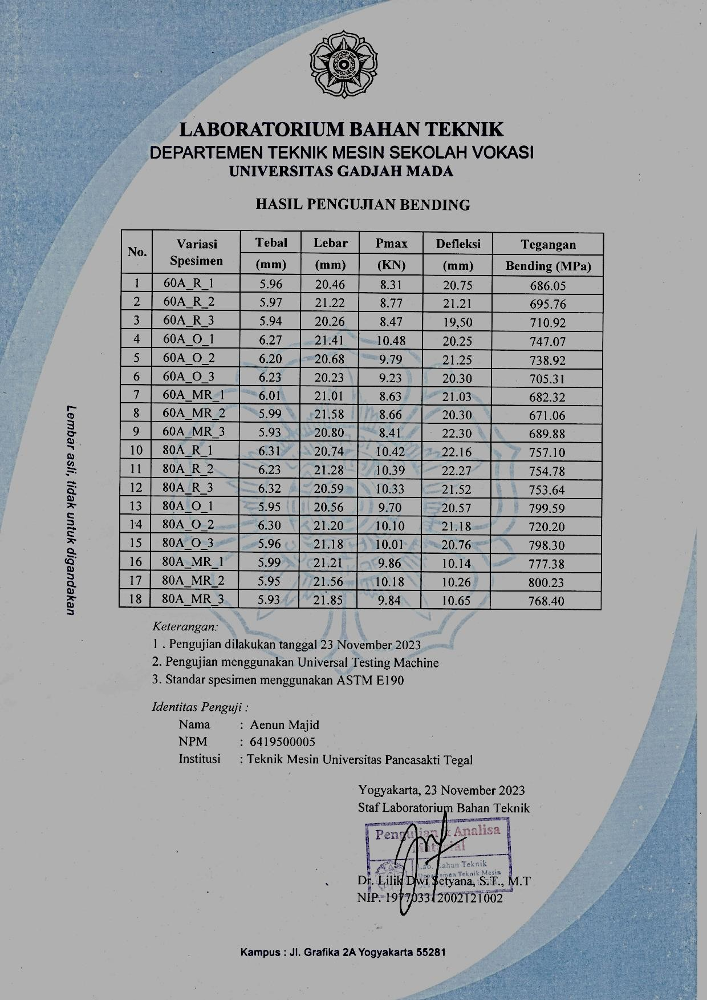 LABORATORIUM BAHAN TEKNIK
DEPARTEMEN TEKNIK MESIN SEKOLAH VOKASI
UNIVERSITAS GADJAH MADA
HASIL PENGUJIAN BENDING
No. Variasi Spesimen Tebal (mm) Lebar (mm) Pmax (KN) Defleksi (mm) Tegangan Bending (MPa)
1 60A_R_1 5.96 20.46 8.31 20.75 686.05
2 60A_R_2 5.97 21.22 8.77 21.21 695.76
3 60A_R_3 5.94 20.26 8.47 19,50 710.92
4 60A_O_1 6.27 21.41 10.48 20.25 747.07
5 60A_O_2 6.20 20.68 9.79 21.25 738.92
6 60A_O_3 6.23 20.23 9.23 20.30 705.31
7 60A_MR_1 6.01 21.01 8.63 21.03 682.32
8 60A_MR_2 5.99 21.58 8.66 20.30 671.06
9 60A_MR_3 5.93 20.80 8.41 22.30 689.88
10 80A_R_1 6.31 20.74 10.42 22.16 757.10
11 80A_R_2 6.23 21.28 10.39 22.27 754.78
12 80A_R_3 6.32 20.59 10.33 21.52 753.64
13 80A_O_1 5.95 20.56 9.70 20.57 799.59
14 80A_O_2 6.30 21.20 10.10 21.18 720.20
15 80A_O_3 5.96 21.18 10.01 20.76 798.30
16 80A_MR_1 5.99 21.21 9.86 10.14 777.38
17 80A_MR_2 5.95 21.56 10.18 10.26 800.23
18 80A_MR_3 5.93 21.85 9.84 10.65 768.40
Lembar asli, tidak untuk digandakan
Keterangan:
1 . Pengujian dilakukan tanggal 23 November 2023
2. Pengujian menggunakan Universal Testing Machine
3. Standar spesimen menggunakan ASTM E190
Identitas Penguji :
Nama : Aenun Majid
NPM : 6419500005
Institusi : Teknik Mesin Universitas Pancasakti Tegal
Yogyakarta, 23 November 2023
Staf Laboratorium Bahan Teknik
Pengujian & Analisa
Material
Lab. Bahan Teknik
Departemen Teknik Mesin
Dr. Lilik Dwi Setyana, S.T., M.T
NIP. 197703312002121002
Kampus : Jl. Grafika 2A Yogyakarta 55281